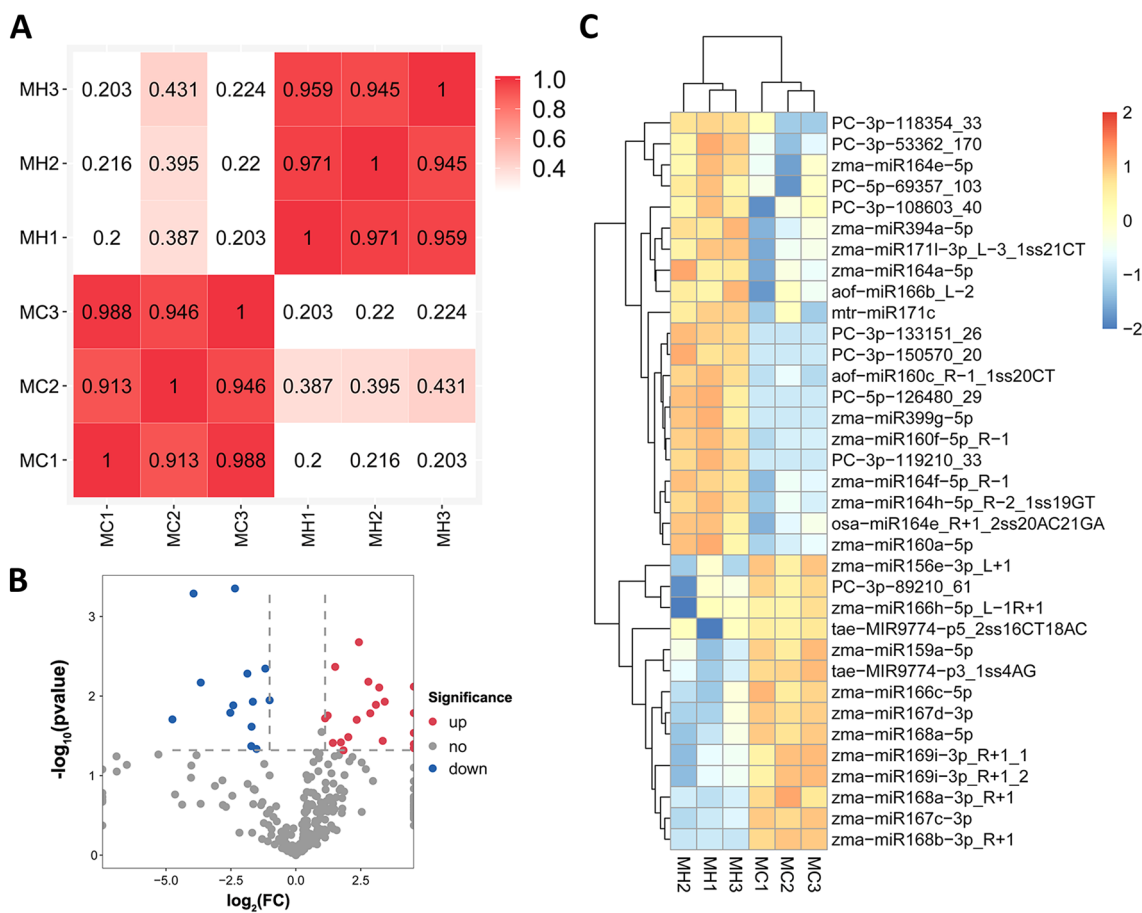 A
MH3
0.203 0.431 0.224 0.959 0.945 1
MH2
0.216 0.395 0.22 0.971 1 0.945
MH1
0.2 0.387 0.203 1 0.971 0.959
MC3
0.988 0.946 1 0.203 0.22 0.224
MC2
0.913 1 0.946 0.387 0.395 0.431
MC1
1 0.913 0.988 0.2 0.216 0.203
MC1 MC2 MC3 MH1 MH2 MH3
1.0
0.8
0.6
0.4
B
-log10(pvalue)
3
2
1
0
−5.0 −2.5 0.0 2.5
log2(FC)
Significance
up
no
down
C
PC−3p−118354_33
PC−3p−53362_170
zma−miR164e−5p
PC−5p−69357_103
PC−3p−108603_40
zma−miR394a−5p
zma−miR171l−3p_L−3_1ss21CT
zma−miR164a−5p
aof−miR166b_L−2
mtr−miR171c
PC−3p−133151_26
PC−3p−150570_20
aof−miR160c_R−1_1ss20CT
PC−5p−126480_29
zma−miR399g−5p
zma−miR160f−5p_R−1
PC−3p−119210_33
zma−miR164f−5p_R−1
zma−miR164h−5p_R−2_1ss19GT
osa−miR164e_R+1_2ss20AC21GA
zma−miR160a−5p
zma−miR156e−3p_L+1
PC−3p−89210_61
zma−miR166h−5p_L−1R+1
tae−MIR9774−p5_2ss16CT18AC
zma−miR159a−5p
tae−MIR9774−p3_1ss4AG
zma−miR166c−5p
zma−miR167d−3p
zma−miR168a−5p
zma−miR169i−3p_R+1_1
zma−miR169i−3p_R+1_2
zma−miR168a−3p_R+1
zma−miR167c−3p
zma−miR168b−3p_R+1
MH2 MH1 MH3 MC1 MC2 MC3
2
1
0
−1
−2